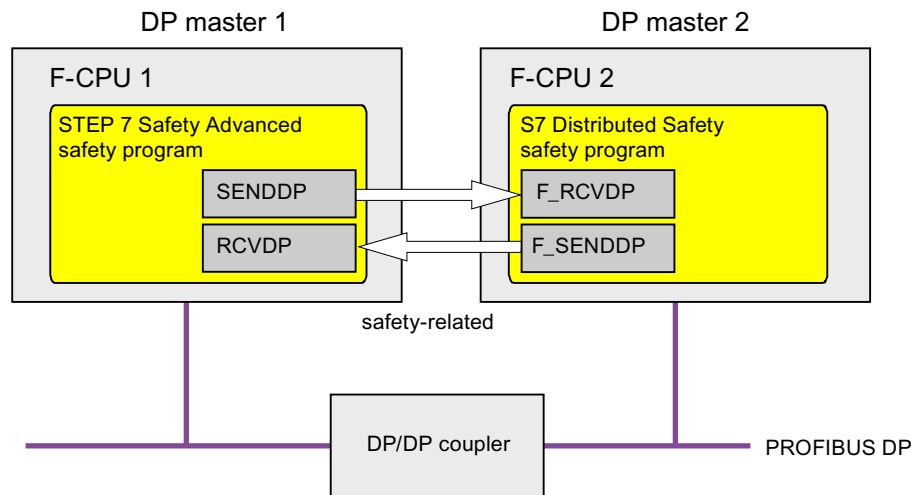 DP master 1
DP master 2
F-CPU 1
F-CPU 2
STEP 7 Safety Advanced
safety program
S7 Distributed Safety
safety program
SENDDP
F_RCVDP
RCVDP
F_SENDDP
safety-related
DP/DP coupler
PROFIBUS DP